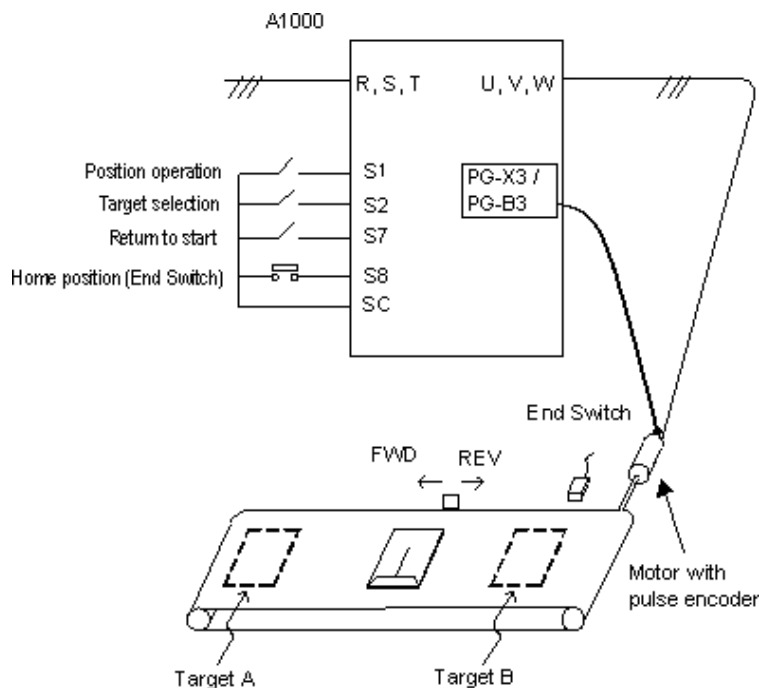 A1000
R, S, T
U, V, W
Position operation
S1
PG-X3 /
PG-B3
Target selection
S2
Return to start
S7
Home position (End Switch)
S8
SC
End Switch
FWD
REV
Motor with
pulse encoder
Target A
Target B